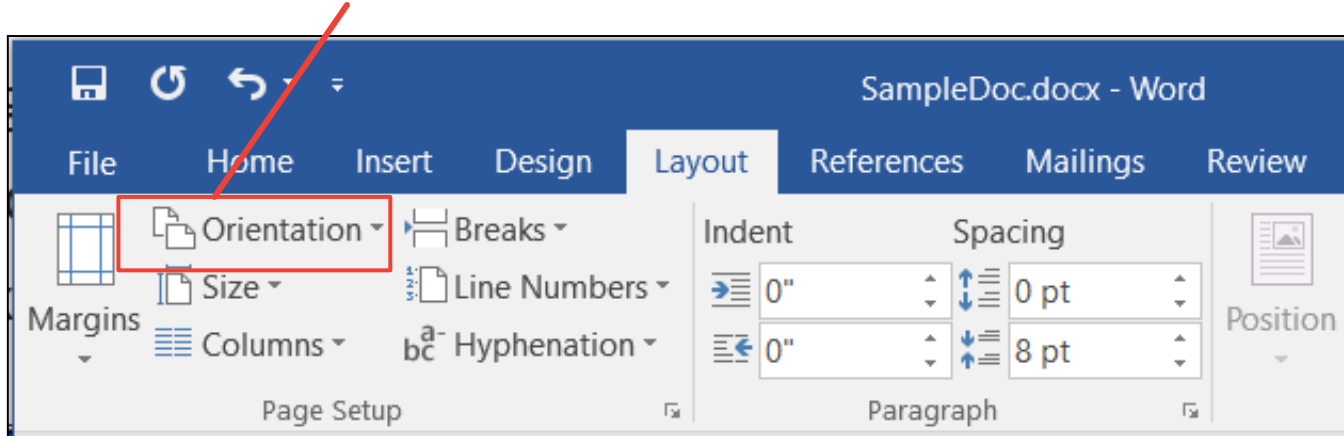 SampleDoc.docx - Word
File Home Insert Design Layout References Mailings Review
Orientation Breaks Indent Spacing
Size Line Numbers 0" 0 pt
Margins Columns Hyphenation 0" 8 pt Position
Page Setup Paragraph